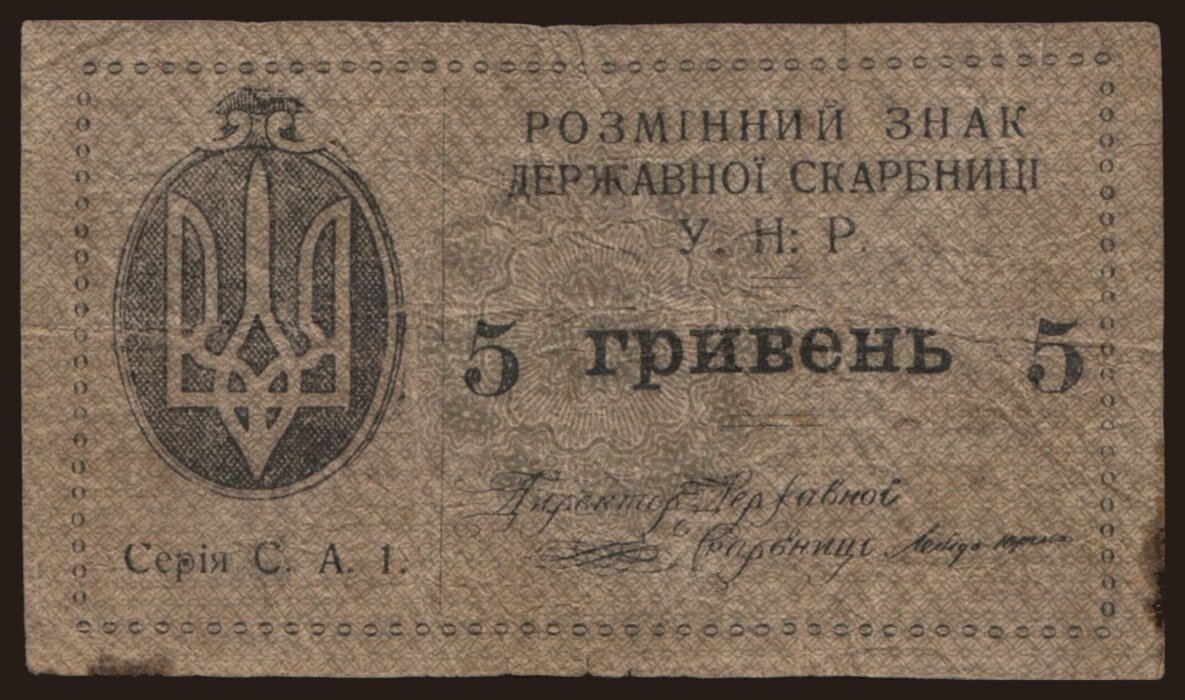 РОЗМІННИЙ ЗНАК
ДЕРЖАВНОЇ СКАРБНИЦІ
У. Н: Р.
5 гривень 5
Директор Державної
Скарбниці
Серія С. А. 1.